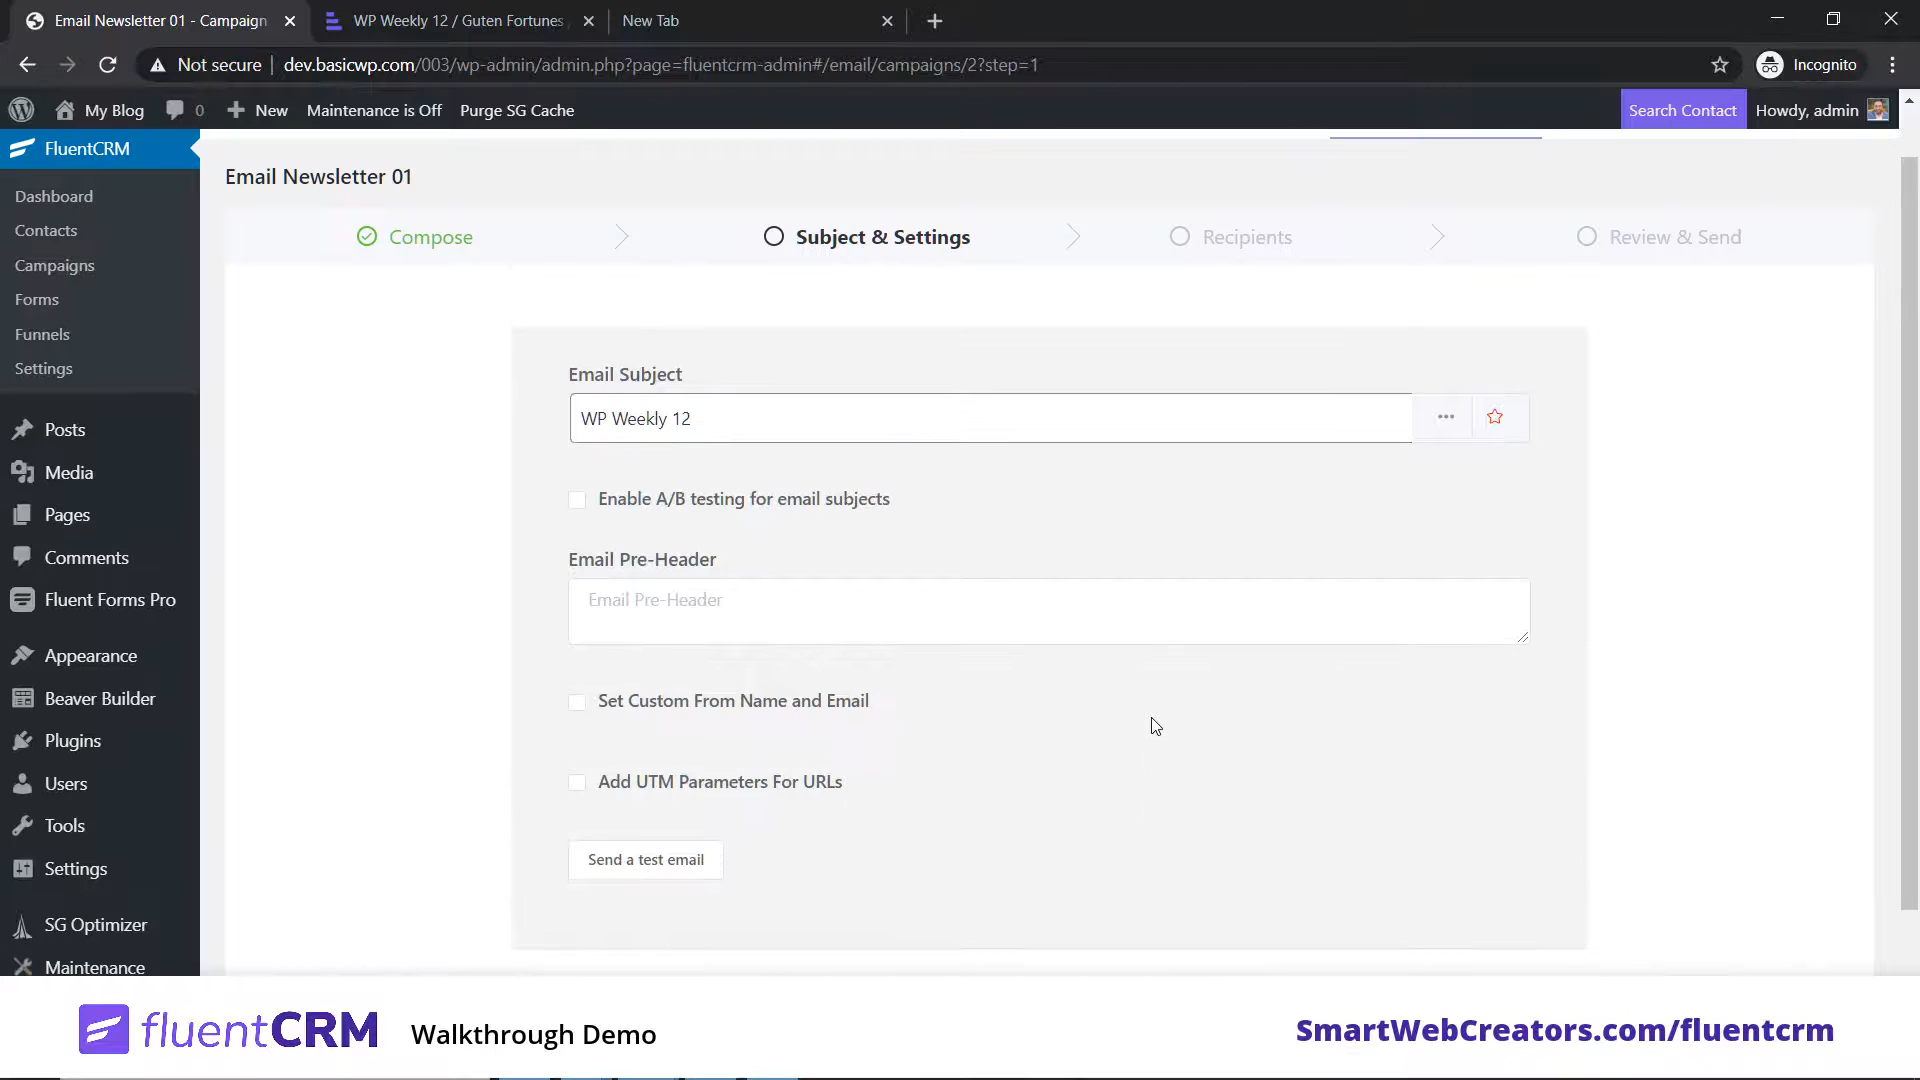 Email Newsletter 01 - Campaign
WP Weekly 12 / Guten Fortunes
New Tab
Not secure
dev.basicwp.com/003/wp-admin/admin.php?page=fluentcrm-admin#/email/campaigns/2?step=1
Incognito
My Blog
0
New
Maintenance is Off
Purge SG Cache
Search Contact
Howdy, admin
FluentCRM
Dashboard
Contacts
Campaigns
Forms
Funnels
Settings
Posts
Media
Pages
Comments
Fluent Forms Pro
Appearance
Beaver Builder
Plugins
Users
Tools
Settings
SG Optimizer
Maintenance
Email Newsletter 01
Compose
Subject & Settings
Recipients
Review & Send
Email Subject
WP Weekly 12
Enable A/B testing for email subjects
Email Pre-Header
Email Pre-Header
Set Custom From Name and Email
Add UTM Parameters For URLs
Send a test email
fluentCRM
Walkthrough Demo
SmartWebCreators.com/fluentcrm